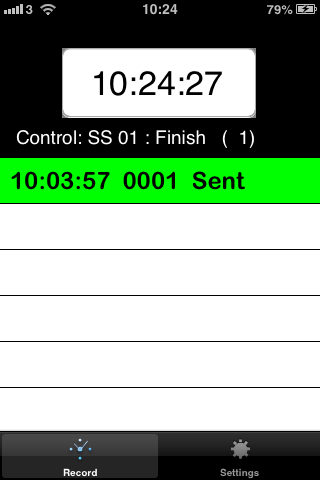 3 10:24 79%
10:24:27
Control: SS 01 : Finish ( 1)
10:03:57 0001 Sent
Record Settings